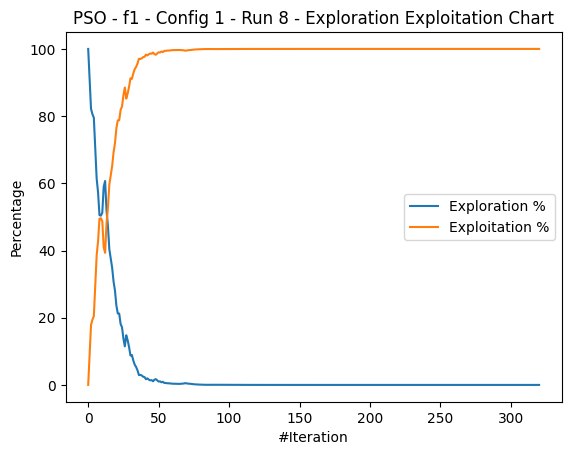 PSO - f1 - Config 1 - Run 8 - Exploration Exploitation Chart
100
80
60
40
20
0
Percentage
Exploration %
Exploitation %
0 50 100 150 200 250 300
#Iteration